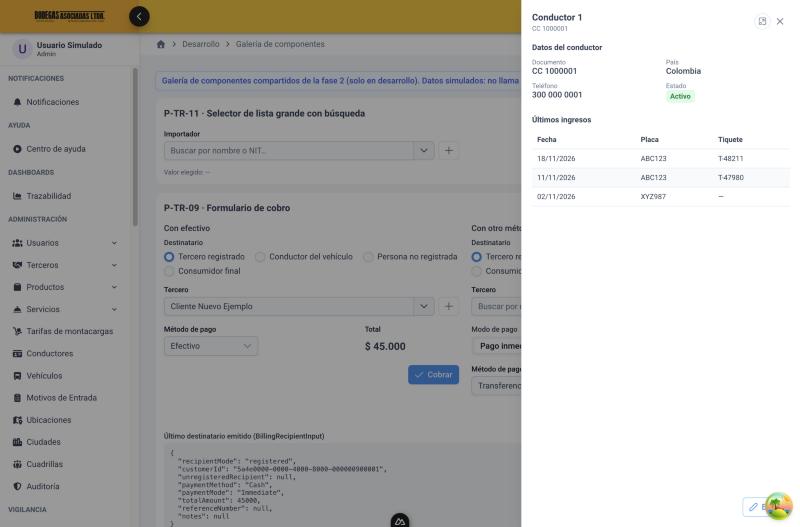 BODEGAS ASOCIADAS LTDA.
U
Usuario Simulado
Admin
NOTIFICACIONES
Notificaciones
AYUDA
Centro de ayuda
DASHBOARDS
Trazabilidad
ADMINISTRACIÓN
Usuarios
Terceros
Productos
Servicios
Tarifas de montacargas
Conductores
Vehículos
Motivos de Entrada
Ubicaciones
Ciudades
Cuadrillas
Auditoría
VIGILANCIA
Desarrollo
Galería de componentes
Galería de componentes compartidos de la fase 2 (solo en desarrollo). Datos simulados: no llama
P-TR-11 · Selector de lista grande con búsqueda
Importador
Buscar por nombre o NIT...
Valor elegido: —
P-TR-09 · Formulario de cobro
Con efectivo
Destinatario
Tercero registrado
Conductor del vehículo
Persona no registrada
Consumidor final
Tercero
Cliente Nuevo Ejemplo
Método de pago
Total
Efectivo
$ 45.000
Cobrar
Con otro
Destinatario
Tercero
Tercero
Buscar por
Modo de pago
Pago
Método de pago
Último destinatario emitido (BillingRecipientInput)
{
"recipientMode": "registered",
"customerId": "5a4e0000-0000-4000-8000-000000900001",
"unregisteredRecipient": null,
"paymentMethod": "Cash",
"paymentMode": "Immediate",
"totalAmount": 45000,
"referenceNumber": null,
"notes": null
}
Conductor 1
CC 1000001
Datos del conductor
Documento
CC 1000001
País
Colombia
Teléfono
300 000 0001
Estado
Activo
Últimos ingresos
Fecha Placa Tiquete
18/11/2026 ABC123 T-48211
11/11/2026 ABC123 T-47980
02/11/2026 XYZ987 —